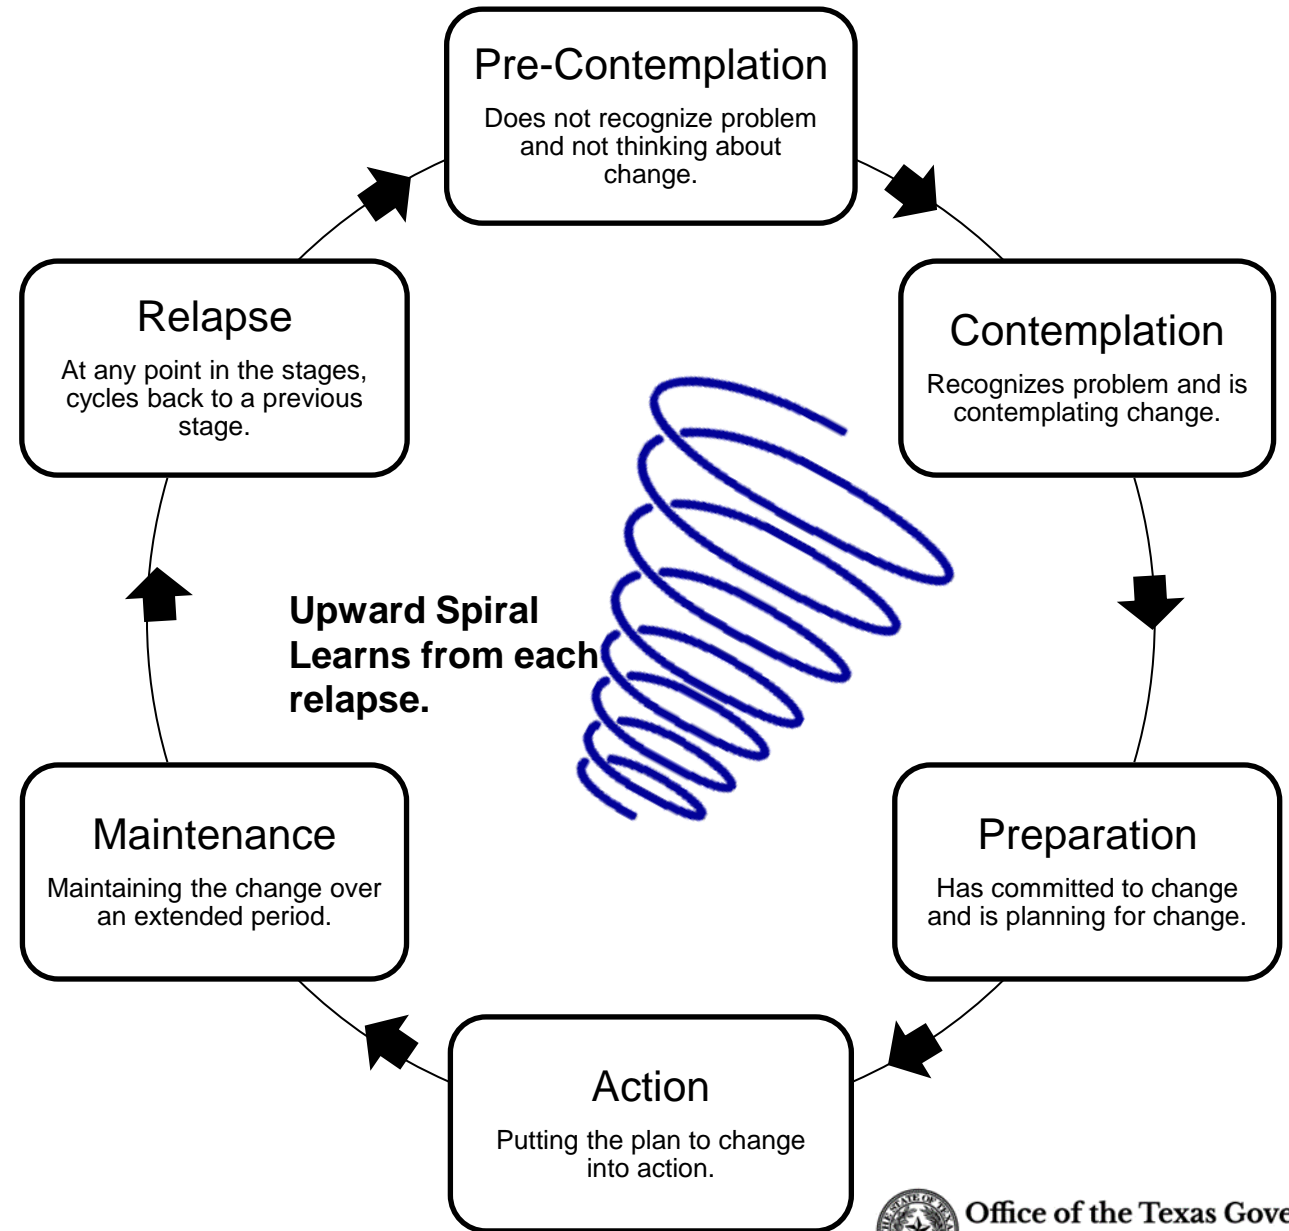 Pre-Contemplation
Does not recognize problem
and not thinking about
change.
Contemplation
Recognizes problem and is
contemplating change.
Preparation
Has committed to change
and is planning for change.
Action
Putting the plan to change
into action.
Maintenance
Maintaining the change over
an extended period.
Relapse
At any point in the stages,
cycles back to a previous
stage.
Upward Spiral
Learns from each
relapse.
Office of the Texas Gove